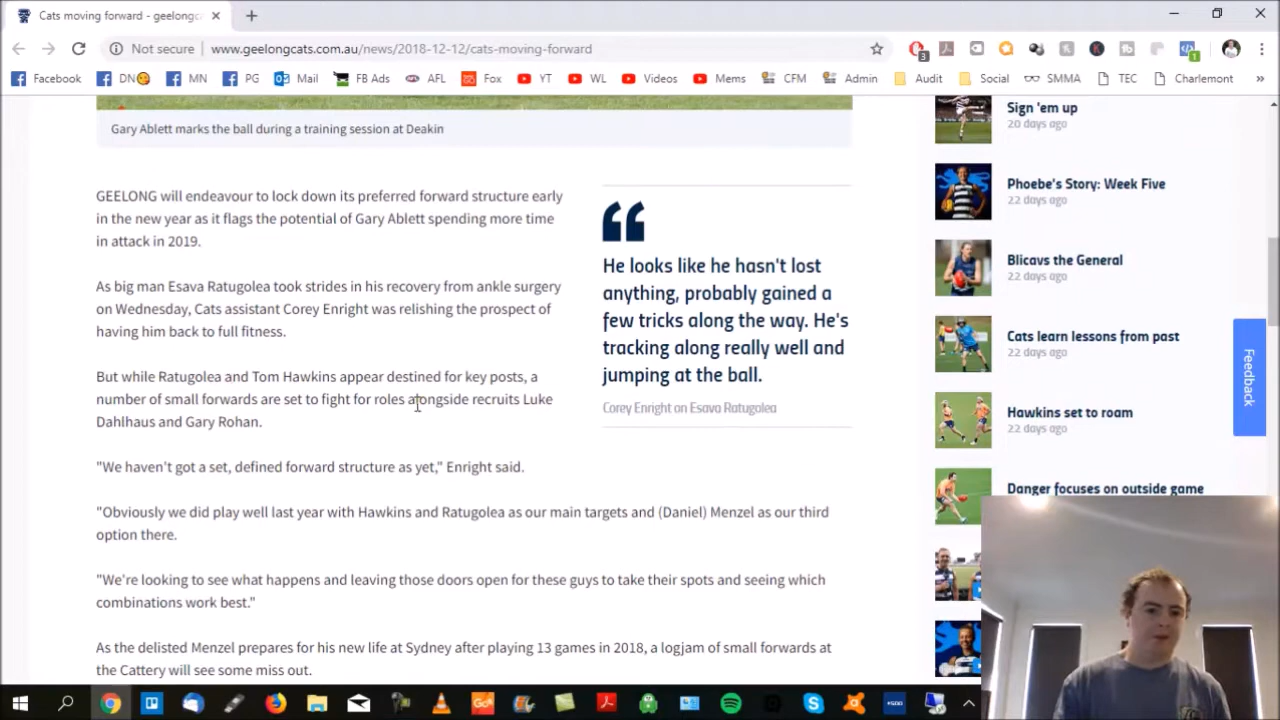 Cats moving forward - geelongc
Not secure
www.geelongcats.com.au/news/2018-12-12/cats-moving-forward
3
1
Facebook
DN
MN
PG
Mail
FB Ads
AFL
Fox
YT
WL
Videos
Mems
CFM
Admin
Audit
Social
SMMA
TEC
Charlemont
»
Gary Ablett marks the ball during a training session at Deakin
GEELONG will endeavour to lock down its preferred forward structure early
in the new year as it flags the potential of Gary Ablett spending more time
in attack in 2019.
As big man Esava Ratugolea took strides in his recovery from ankle surgery
on Wednesday, Cats assistant Corey Enright was relishing the prospect of
having him back to full fitness.
But while Ratugolea and Tom Hawkins appear destined for key posts, a
number of small forwards are set to fight for roles alongside recruits Luke
Dahlhaus and Gary Rohan.
"We haven't got a set, defined forward structure as yet," Enright said.
"Obviously we did play well last year with Hawkins and Ratugolea as our main targets and (Daniel) Menzel as our third
option there.
"We're looking to see what happens and leaving those doors open for these guys to take their spots and seeing which
combinations work best."
As the delisted Menzel prepares for his new life at Sydney after playing 13 games in 2018, a logjam of small forwards at
the Cattery will see some miss out.
He looks like he hasn't lost
anything, probably gained a
few tricks along the way. He's
tracking along really well and
jumping at the ball.
Corey Enright on Esava Ratugolea
Sign 'em up
20 days ago
Phoebe's Story: Week Five
22 days ago
Blicavs the General
22 days ago
Cats learn lessons from past
22 days ago
Hawkins set to roam
22 days ago
Danger focuses on outside game
Feedback